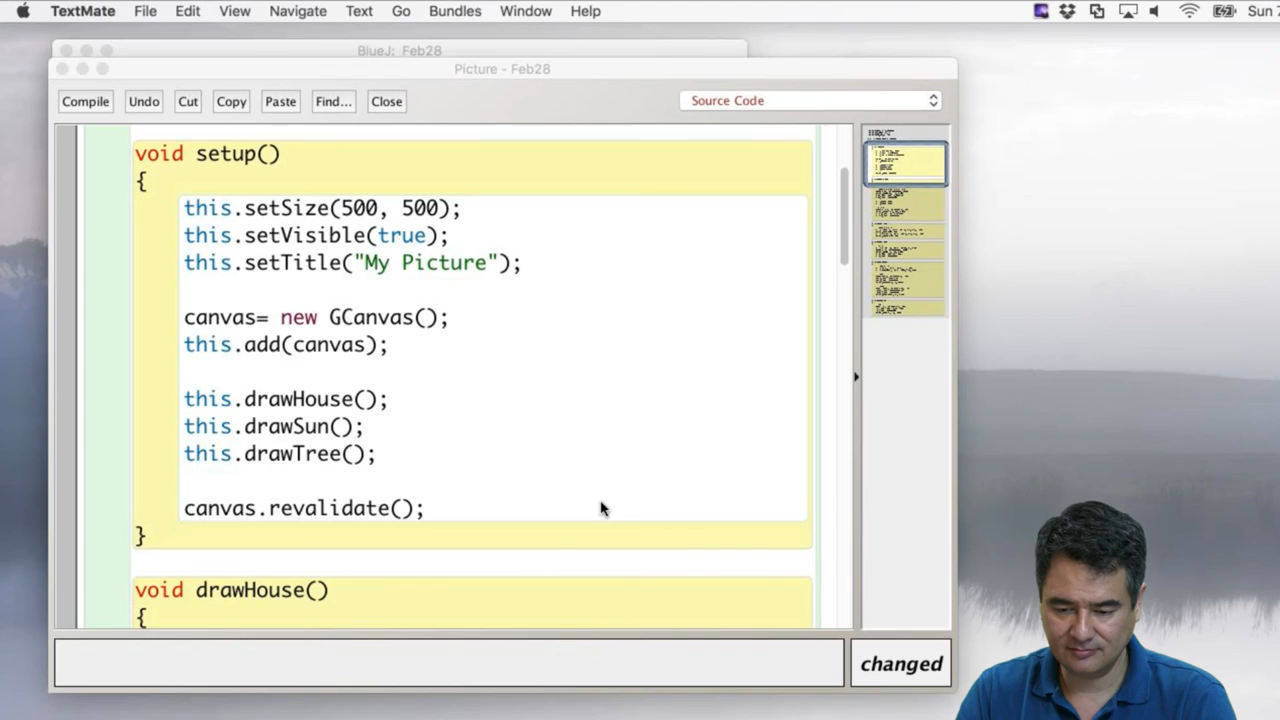 TextMate File Edit View Navigate Text Go Bundles Window Help Sun 7
BlueJ: Feb28
Picture - Feb28
Compile Undo Cut Copy Paste Find... Close Source Code
void setup()
{
this.setSize(500, 500);
this.setVisible(true);
this.setTitle("My Picture");
canvas= new GCanvas();
this.add(canvas);
this.drawHouse();
this.drawSun();
this.drawTree();
canvas.revalidate();
}
void drawHouse()
{
changed